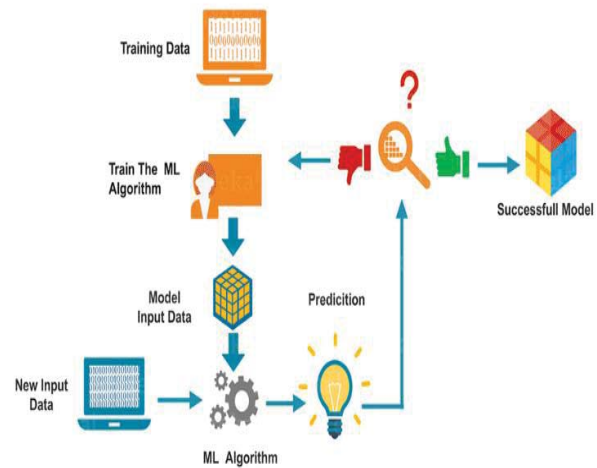 Training Data
?
Train The ML
Algorithm
Successfull Model
Model
Input Data
Predicition
New Input
Data
ML Algorithm